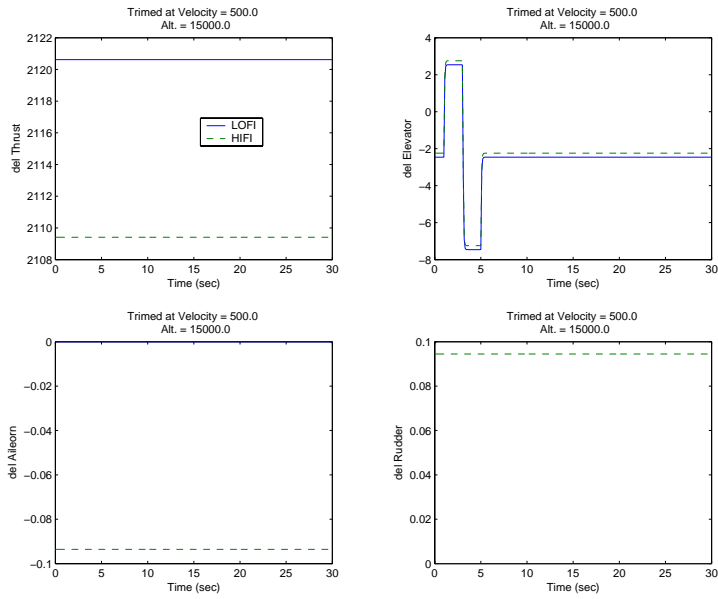 Trimed at Velocity = 500.0
Alt. = 15000.0
2122
2120
2118
2116
2114
2112
2110
2108
del Thrust
LOFI
HIFI
0 5 10 15 20 25 30
Time (sec)
Trimed at Velocity = 500.0
Alt. = 15000.0
4
2
0
−2
−4
−6
−8
del Elevator
0 5 10 15 20 25 30
Time (sec)
Trimed at Velocity = 500.0
Alt. = 15000.0
0
−0.02
−0.04
−0.06
−0.08
−0.1
del Aileorn
0 5 10 15 20 25 30
Time (sec)
Trimed at Velocity = 500.0
Alt. = 15000.0
0.1
0.08
0.06
0.04
0.02
0
del Rudder
0 5 10 15 20 25 30
Time (sec)